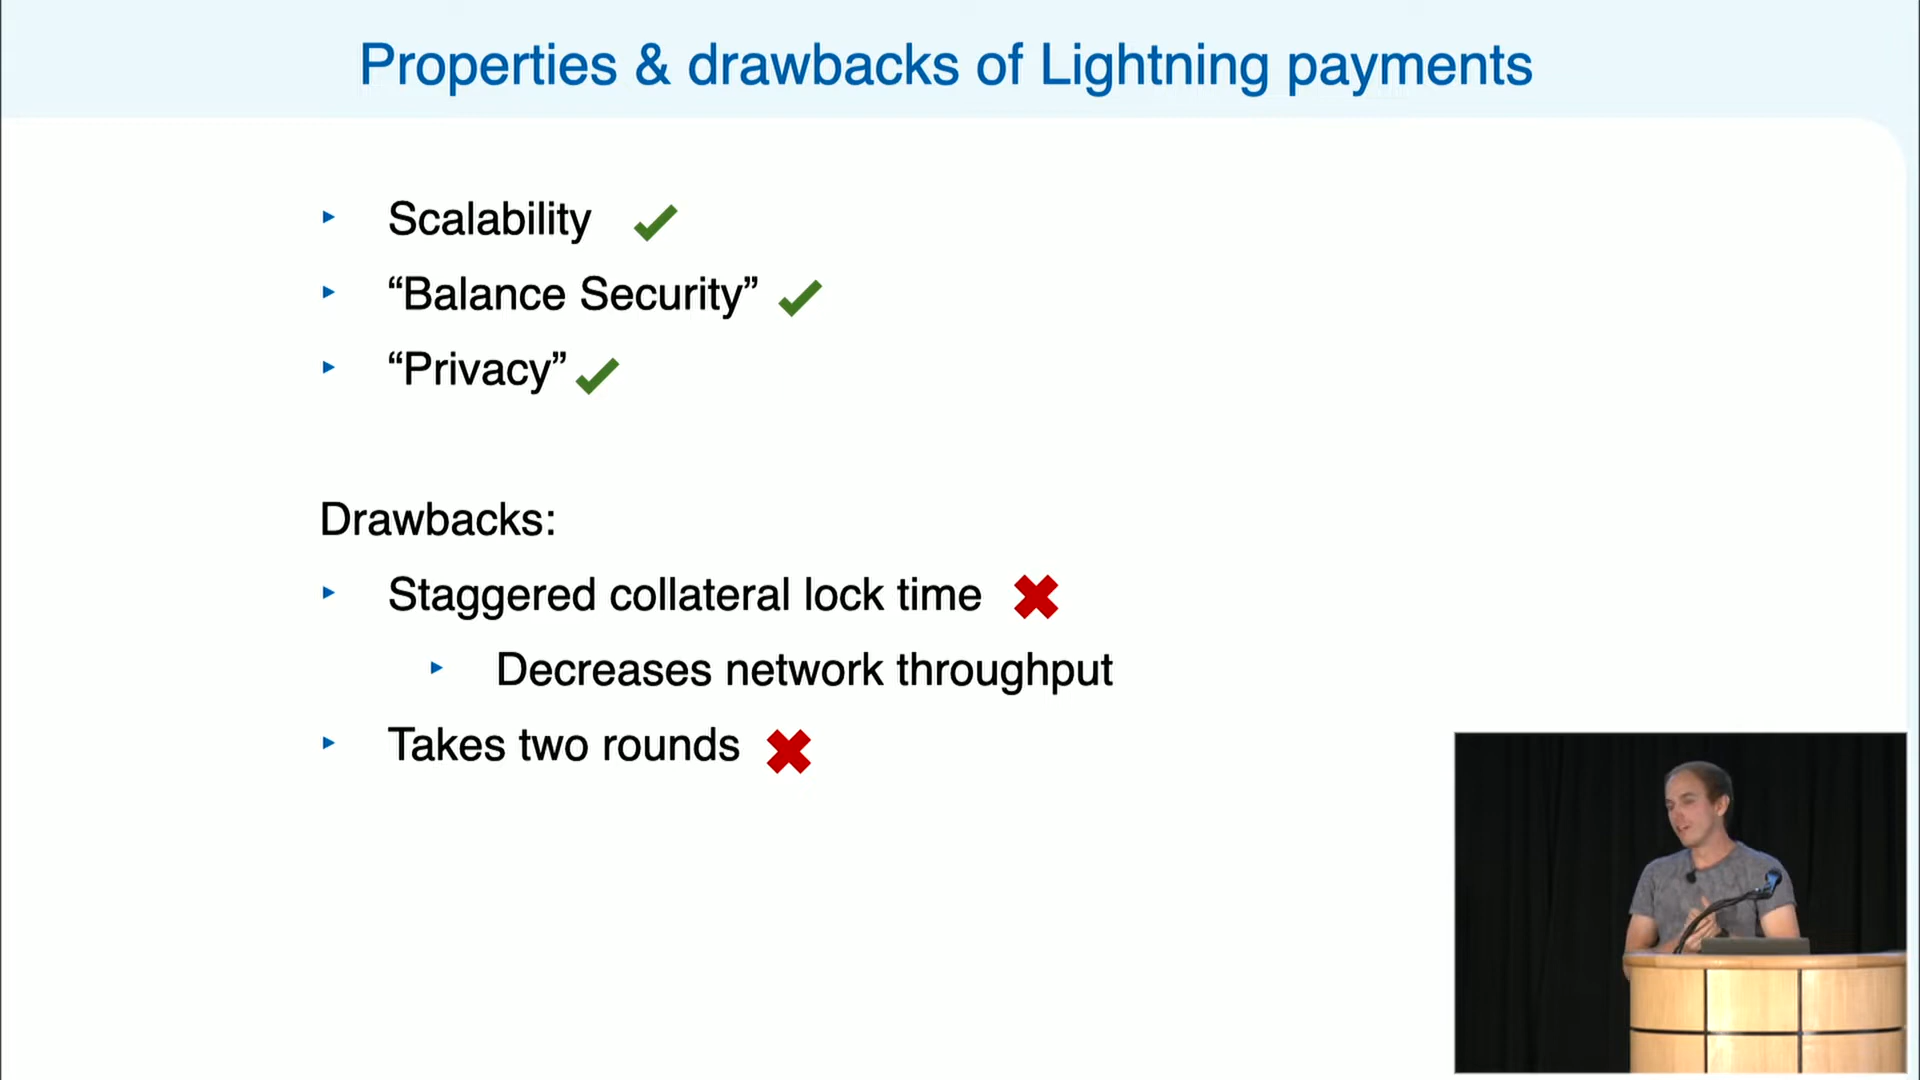 Properties & drawbacks of Lightning payments
Scalability
“Balance Security”
“Privacy”
Drawbacks:
Staggered collateral lock time
Decreases network throughput
Takes two rounds